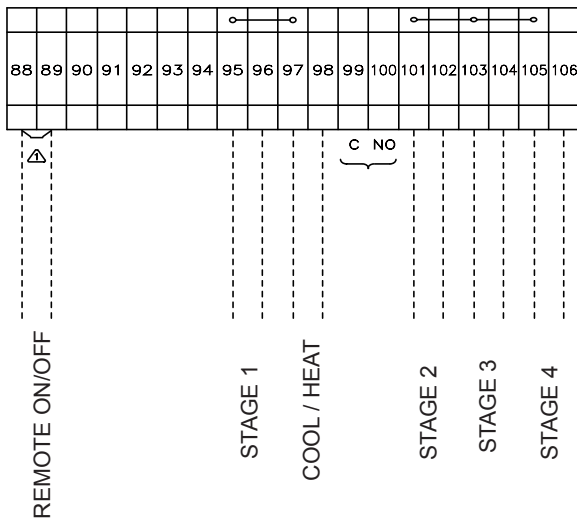 88 89 90 91 92 93 94 95 96 97 98 99 100 101 102 103 104 105 106
1
C NO
REMOTE ON/OFF
STAGE 1
COOL / HEAT
STAGE 2
STAGE 3
STAGE 4